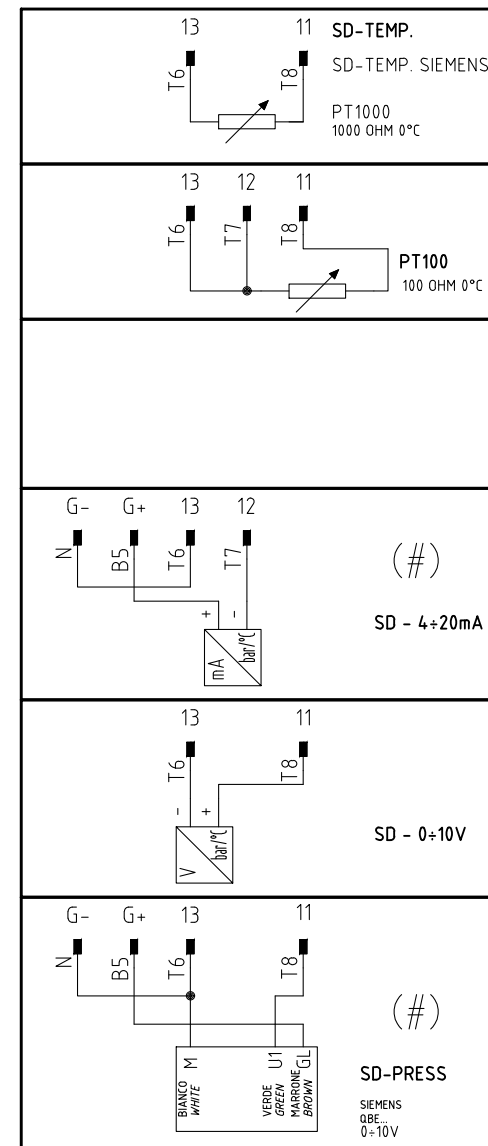 13 11 SD-TEMP.
T6 T8 SD-TEMP. SIEMENS
PT1000
1000 OHM 0°C
13 12 11
T6 T7 T8
PT100
100 OHM 0°C
G- G+ 13 12
N B5 T6 T7
(#)
+ -
SD - 4÷20mA
mA bar/°C
13 11
T6 T8
- +
SD - 0÷10V
V bar/°C
G- G+ 13 11
N B5 T6 T8
(#)
M U1 GL
BIANCO VERDE MARRONE
WHITE GREEN BROWN
SD-PRESS
SIEMENS
QBE...
0÷10V